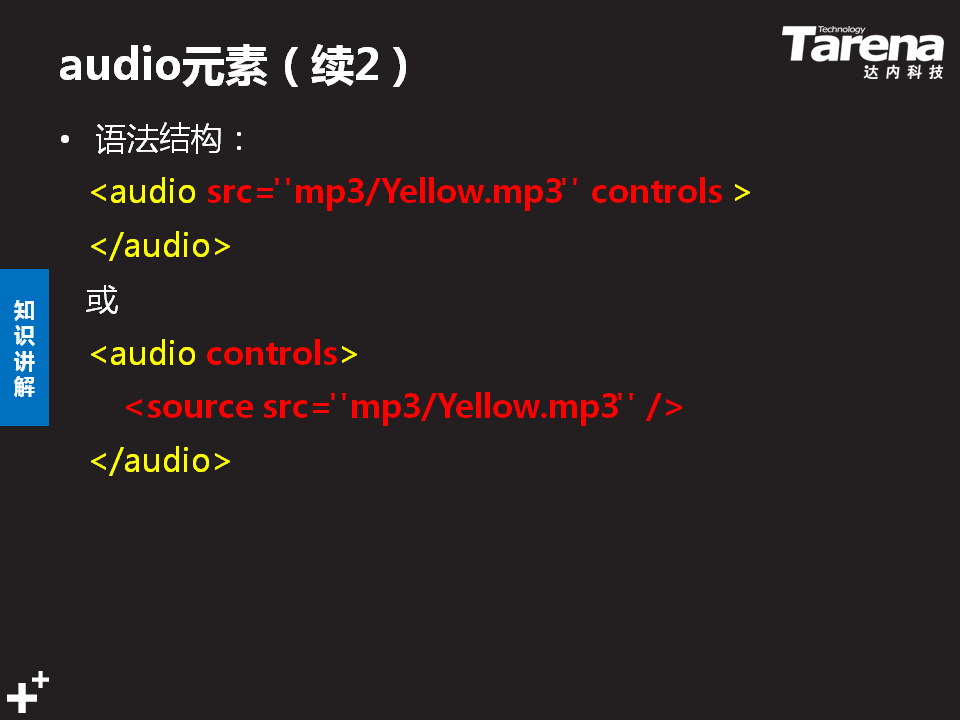 audio元素（续2）
Technology
Tarena
达内科技
• 语法结构：
<audio src=''mp3/Yellow.mp3'' controls >
</audio>
或
<audio controls>
<source src=''mp3/Yellow.mp3'' />
</audio>
知识讲解